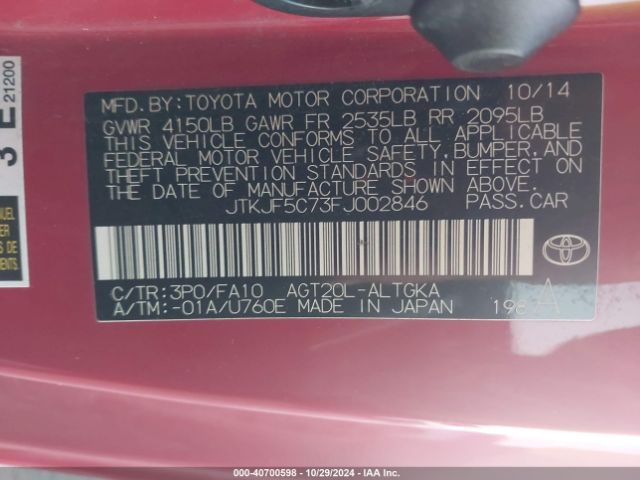 3 E
21200
MFD.BY:TOYOTA MOTOR CORPORATION 10/14
GVWR 4150LB GAWR FR 2535LB RR 2095LB
THIS VEHICLE CONFORMS TO ALL APPLICABLE
FEDERAL MOTOR VEHICLE SAFETY,BUMPER,AND
THEFT PREVENTION STANDARDS IN EFFECT ON
THE DATE OF MANUFACTURE SHOWN ABOVE.
JTKJF5C73FJ002846 PASS.CAR
C/TR:3P0/FA10 AGT20L-ALTGKA
A/TM:-01A/U760E MADE IN JAPAN 198 A
000-40700598 - 10/29/2024 - IAA Inc.